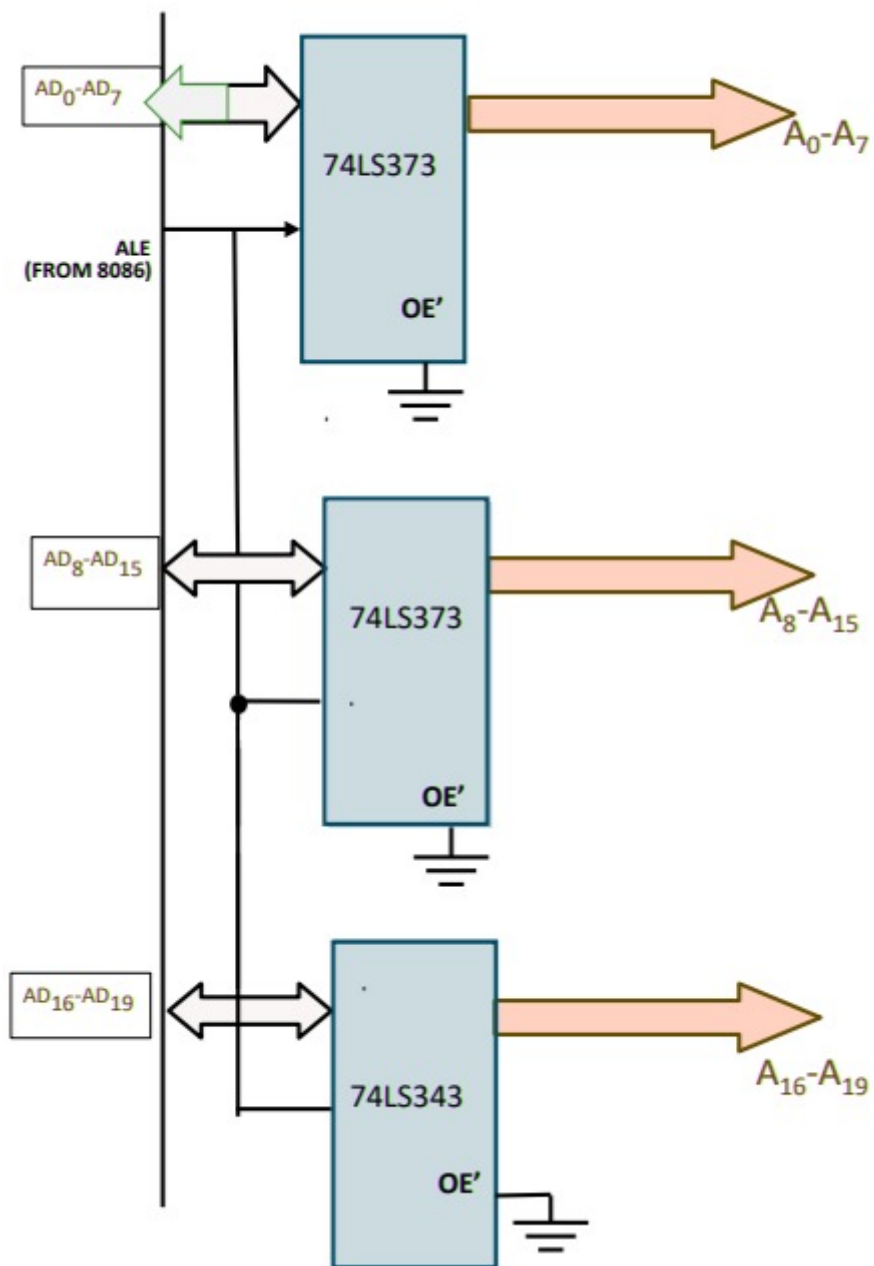 AD₀-AD₇
74LS373
A₀-A₇
ALE
(FROM 8086)
OE’
AD₈-AD₁₅
74LS373
A₈-A₁₅
OE’
AD₁₆-AD₁₉
74LS343
A₁₆-A₁₉
OE’